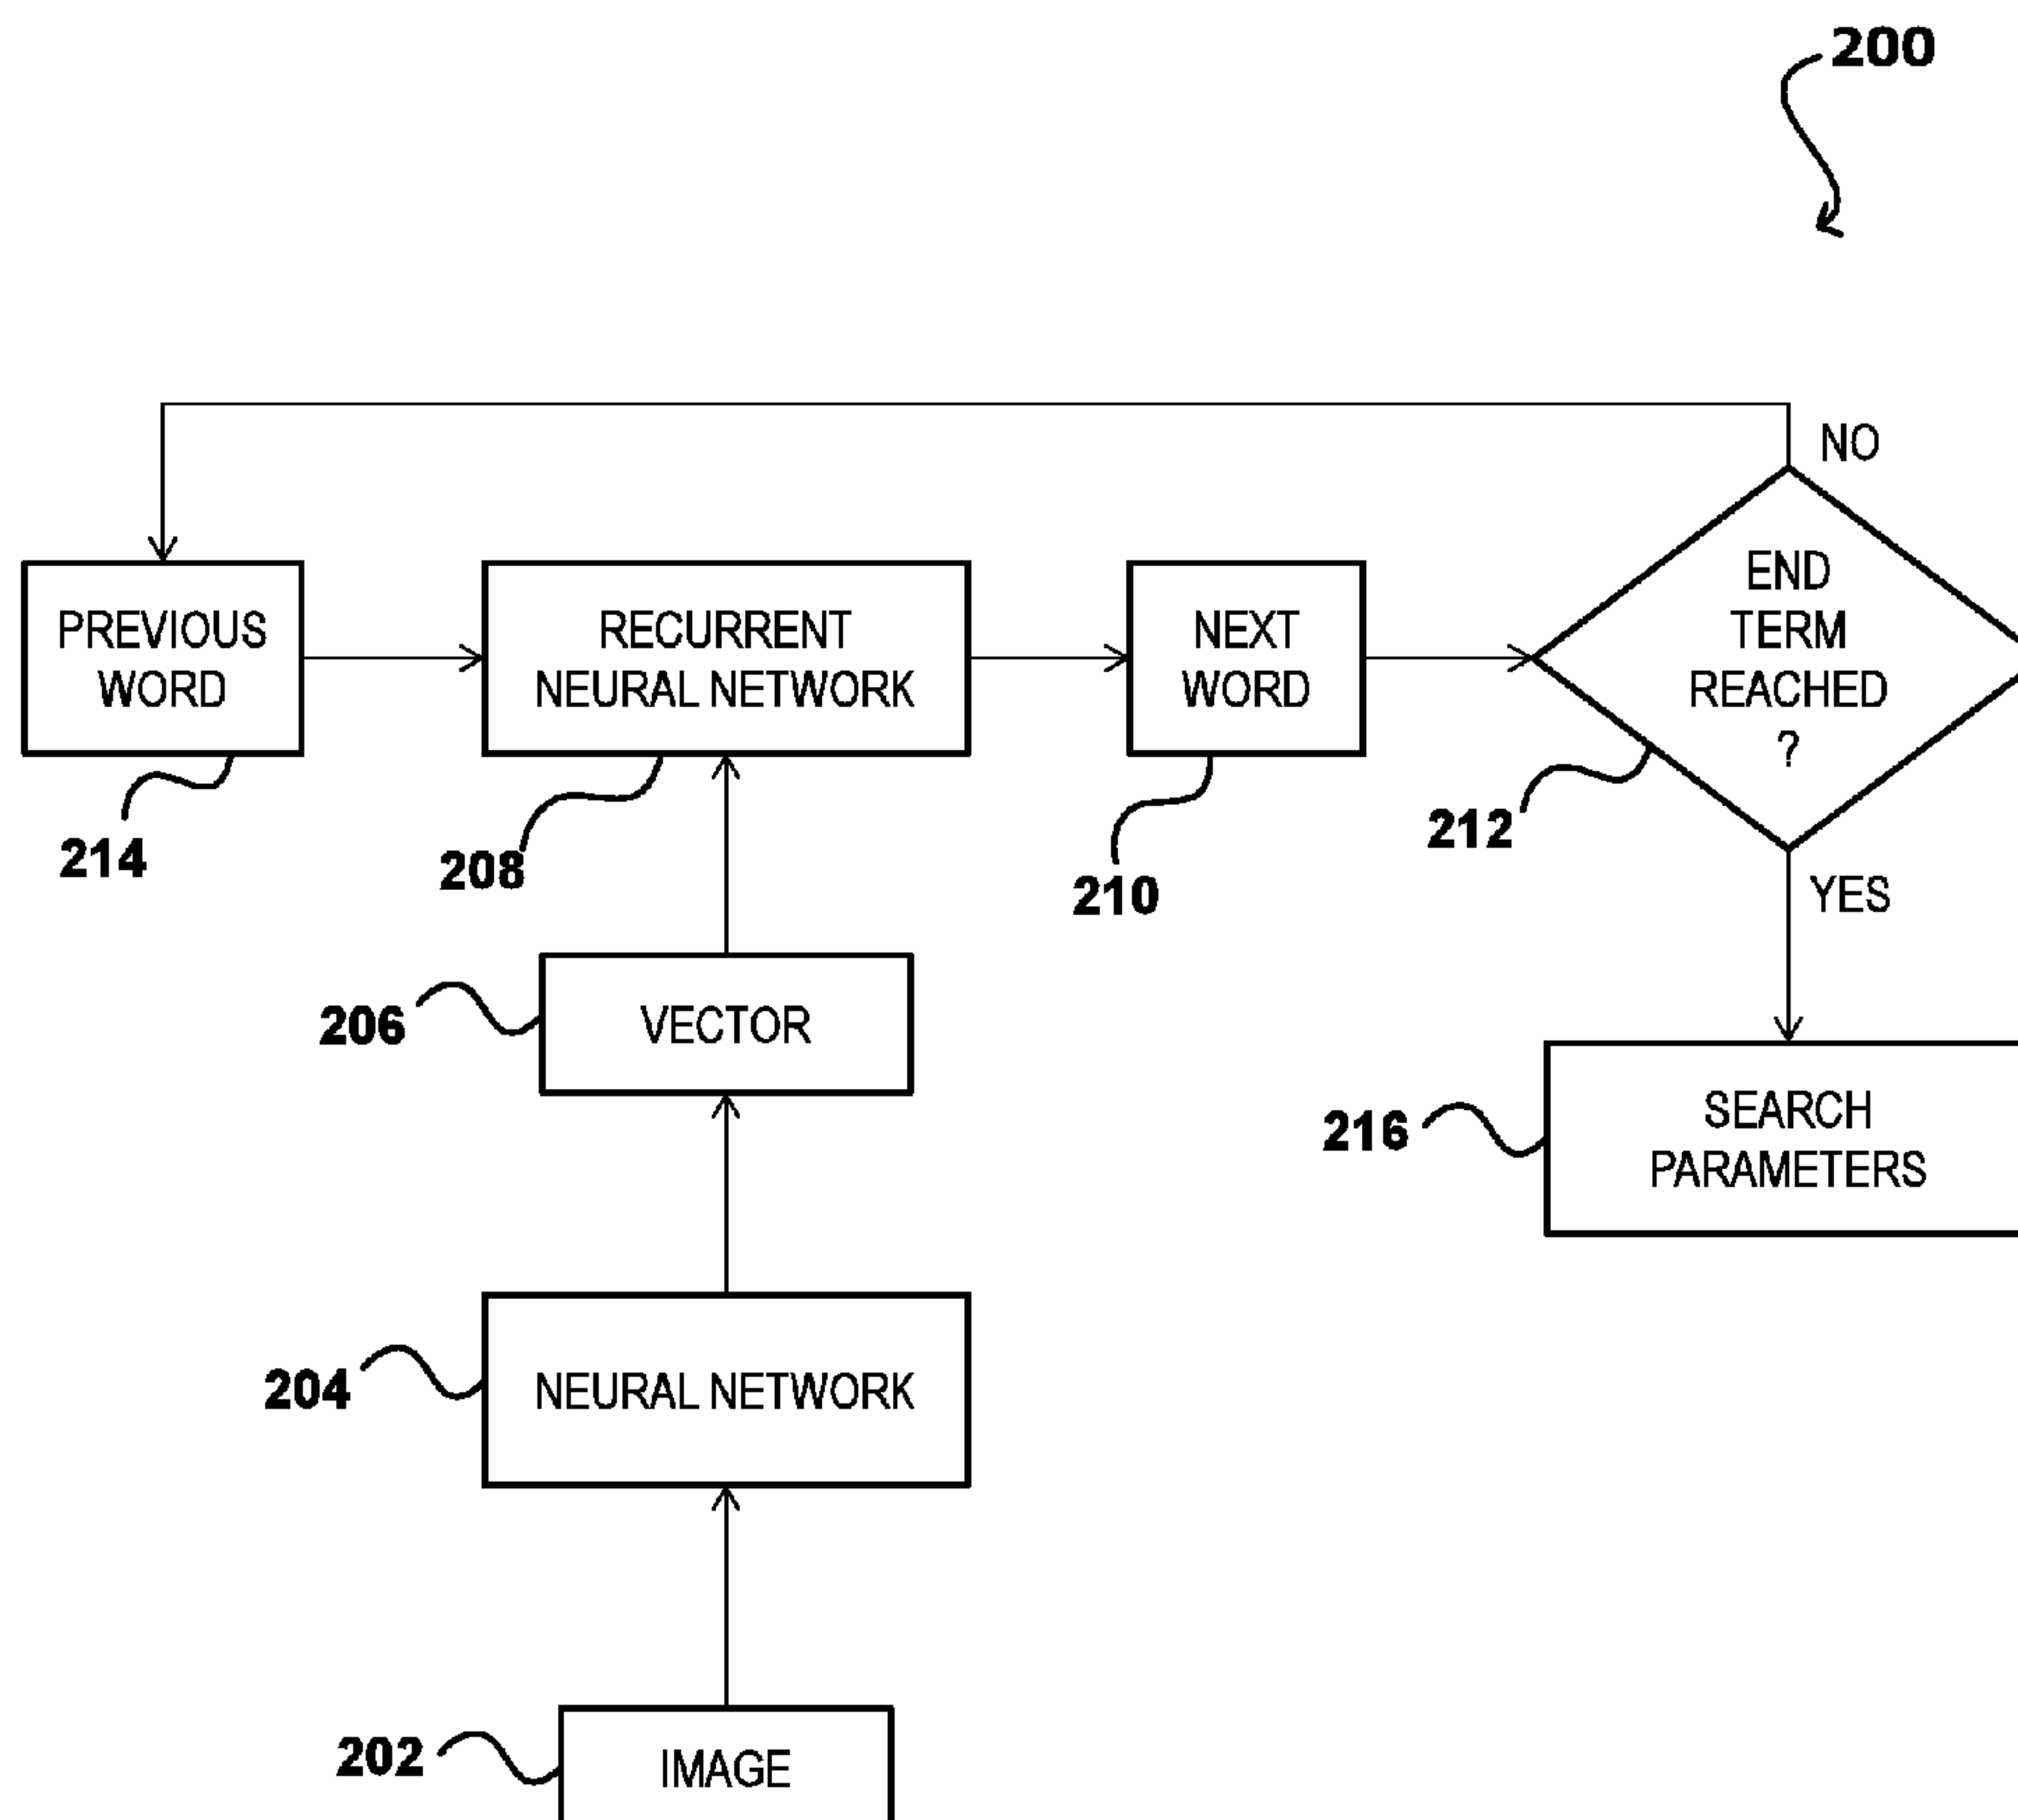 200
NO
PREVIOUS
WORD
RECURRENT
NEURAL NETWORK
NEXT
WORD
END
TERM
REACHED
?
214
208
210
212
YES
206
VECTOR
216
SEARCH
PARAMETERS
204
NEURAL NETWORK
202
IMAGE